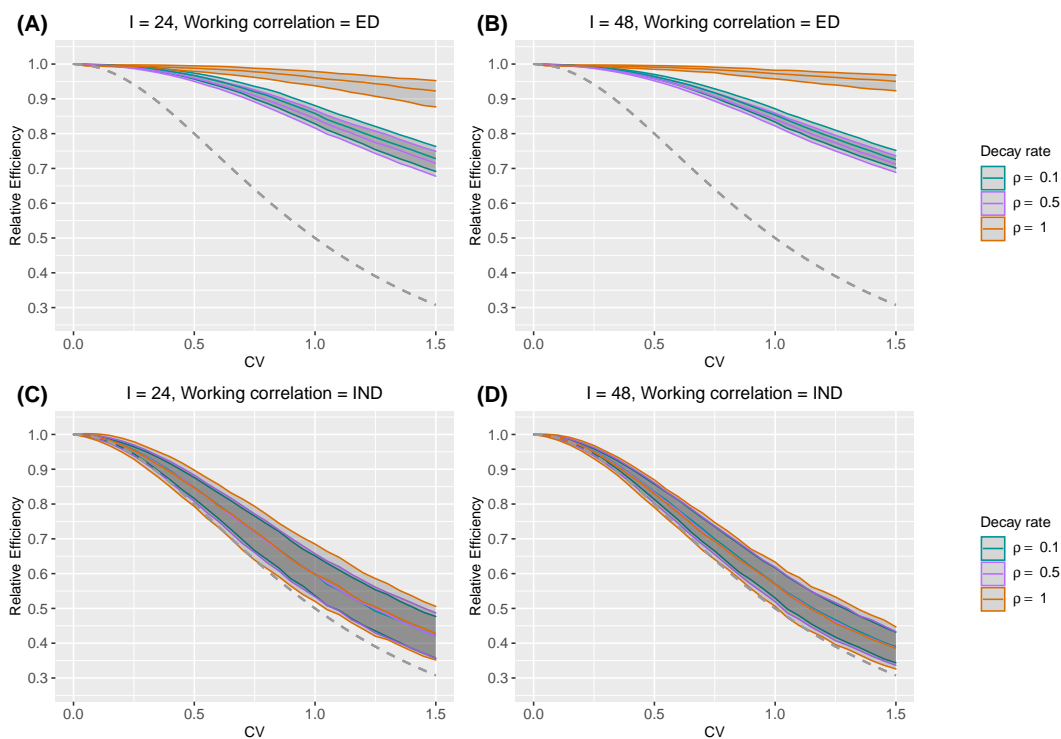 (A) I = 24, Working correlation = ED
(B) I = 48, Working correlation = ED
Relative Efficiency
1.0
0.9
0.8
0.7
0.6
0.5
0.4
0.3
0.0 0.5 1.0 1.5
CV
Relative Efficiency
1.0
0.9
0.8
0.7
0.6
0.5
0.4
0.3
0.0 0.5 1.0 1.5
CV
Decay rate
ρ = 0.1
ρ = 0.5
ρ = 1
(C) I = 24, Working correlation = IND
(D) I = 48, Working correlation = IND
Relative Efficiency
1.0
0.9
0.8
0.7
0.6
0.5
0.4
0.3
0.0 0.5 1.0 1.5
CV
Relative Efficiency
1.0
0.9
0.8
0.7
0.6
0.5
0.4
0.3
0.0 0.5 1.0 1.5
CV
Decay rate
ρ = 0.1
ρ = 0.5
ρ = 1